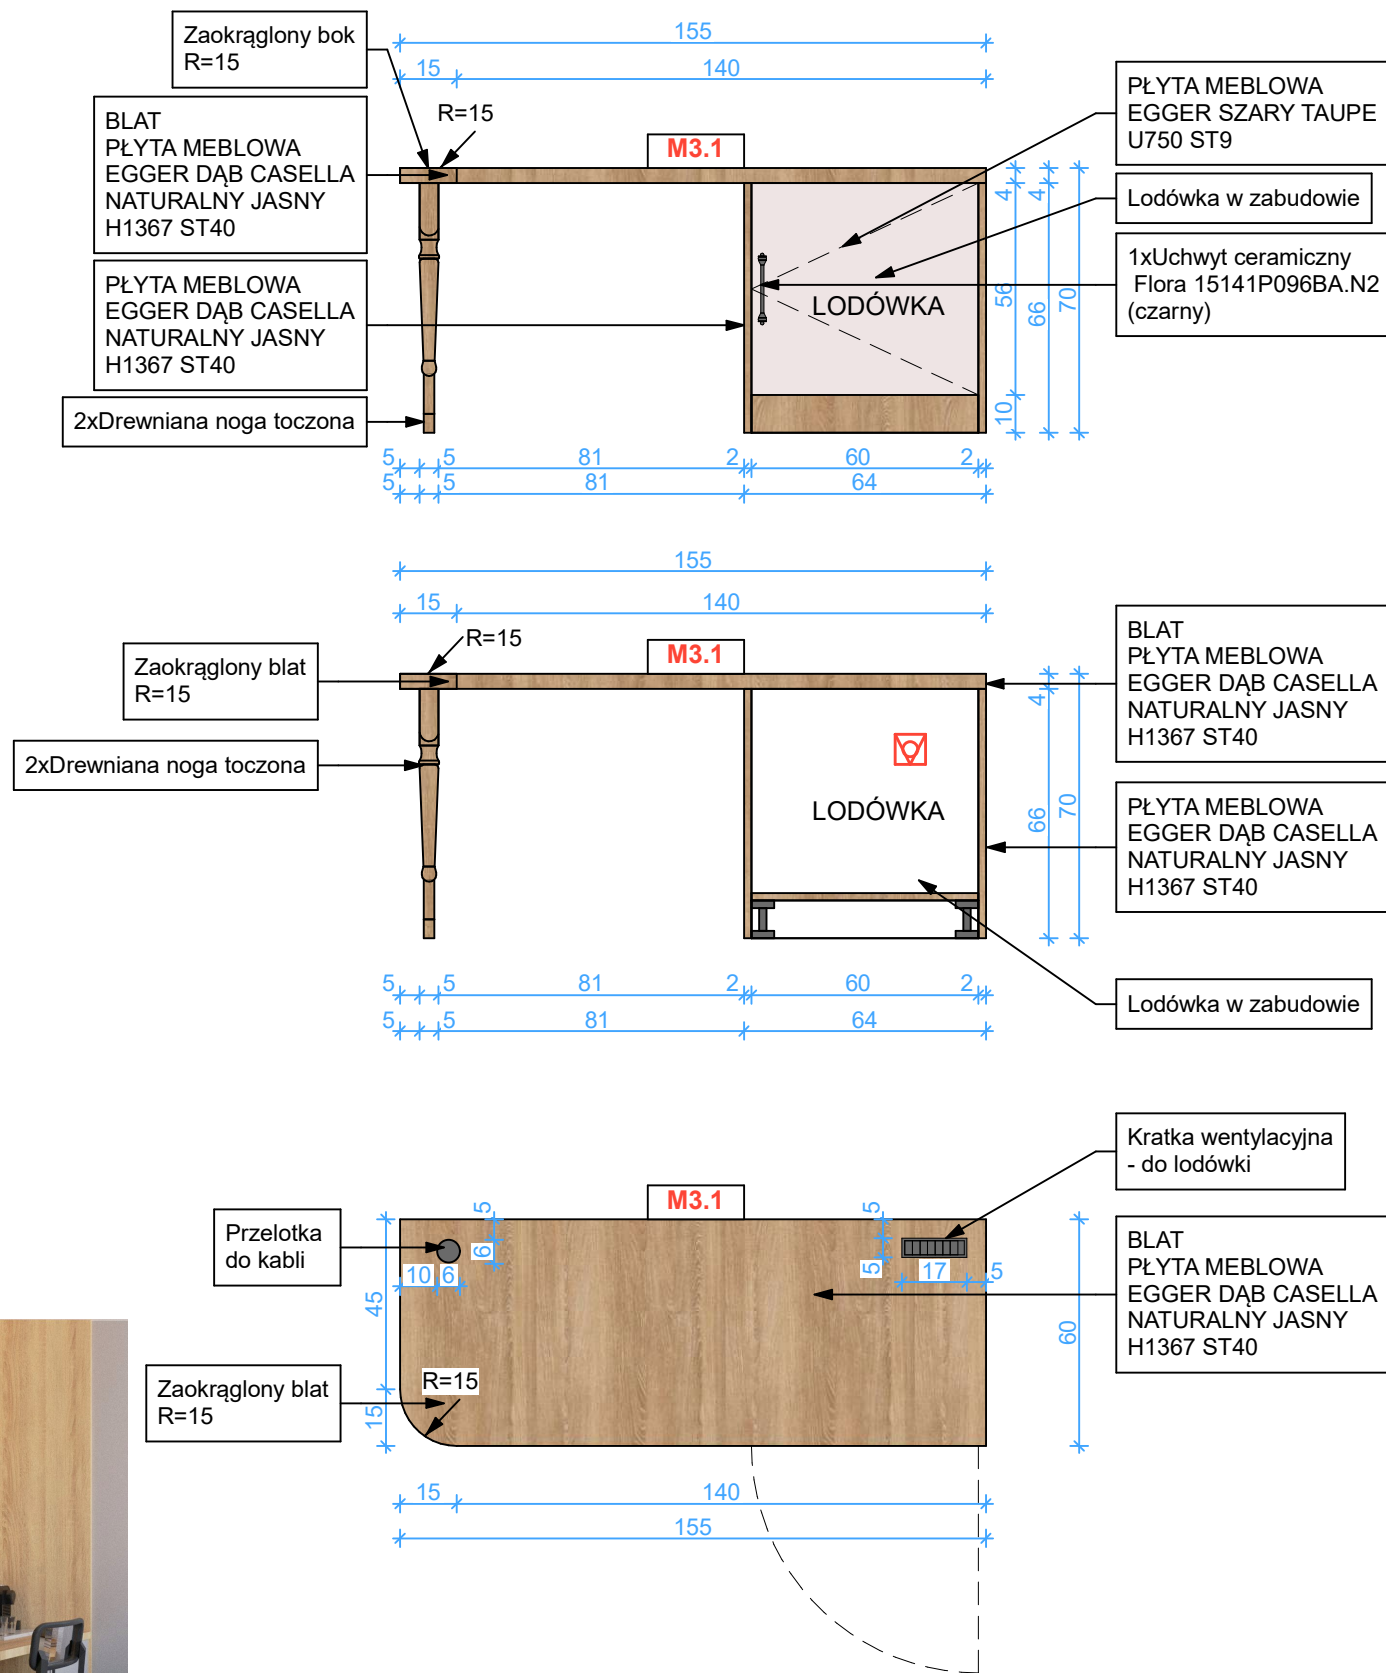 155
15
140
Zaokrąglony bok
R=15
R=15
M3.1
BLAT
PŁYTA MEBLOWA
EGGER DĄB CASELLA
NATURALNY JASNY
H1367 ST40
PŁYTA MEBLOWA
EGGER DĄB CASELLA
NATURALNY JASNY
H1367 ST40
2xDrewniana noga toczona
PŁYTA MEBLOWA
EGGER SZARY TAUPE
U750 ST9
Lodówka w zabudowie
1xUchwyt ceramiczny
Flora 15141P096BA.N2
(czarny)
LODÓWKA
4
4
56
66
70
10
5
5
81
2
60
2
5
5
81
64
155
15
140
R=15
M3.1
Zaokrąglony blat
R=15
2xDrewniana noga toczona
BLAT
PŁYTA MEBLOWA
EGGER DĄB CASELLA
NATURALNY JASNY
H1367 ST40
PŁYTA MEBLOWA
EGGER DĄB CASELLA
NATURALNY JASNY
H1367 ST40
LODÓWKA
4
66
70
Lodówka w zabudowie
5
5
81
2
60
2
5
5
81
64
Kratka wentylacyjna
- do lodówki
M3.1
Przelotka
do kabli
5
6
10
6
5
5
17
5
45
15
60
BLAT
PŁYTA MEBLOWA
EGGER DĄB CASELLA
NATURALNY JASNY
H1367 ST40
Zaokrąglony blat
R=15
R=15
15
140
155